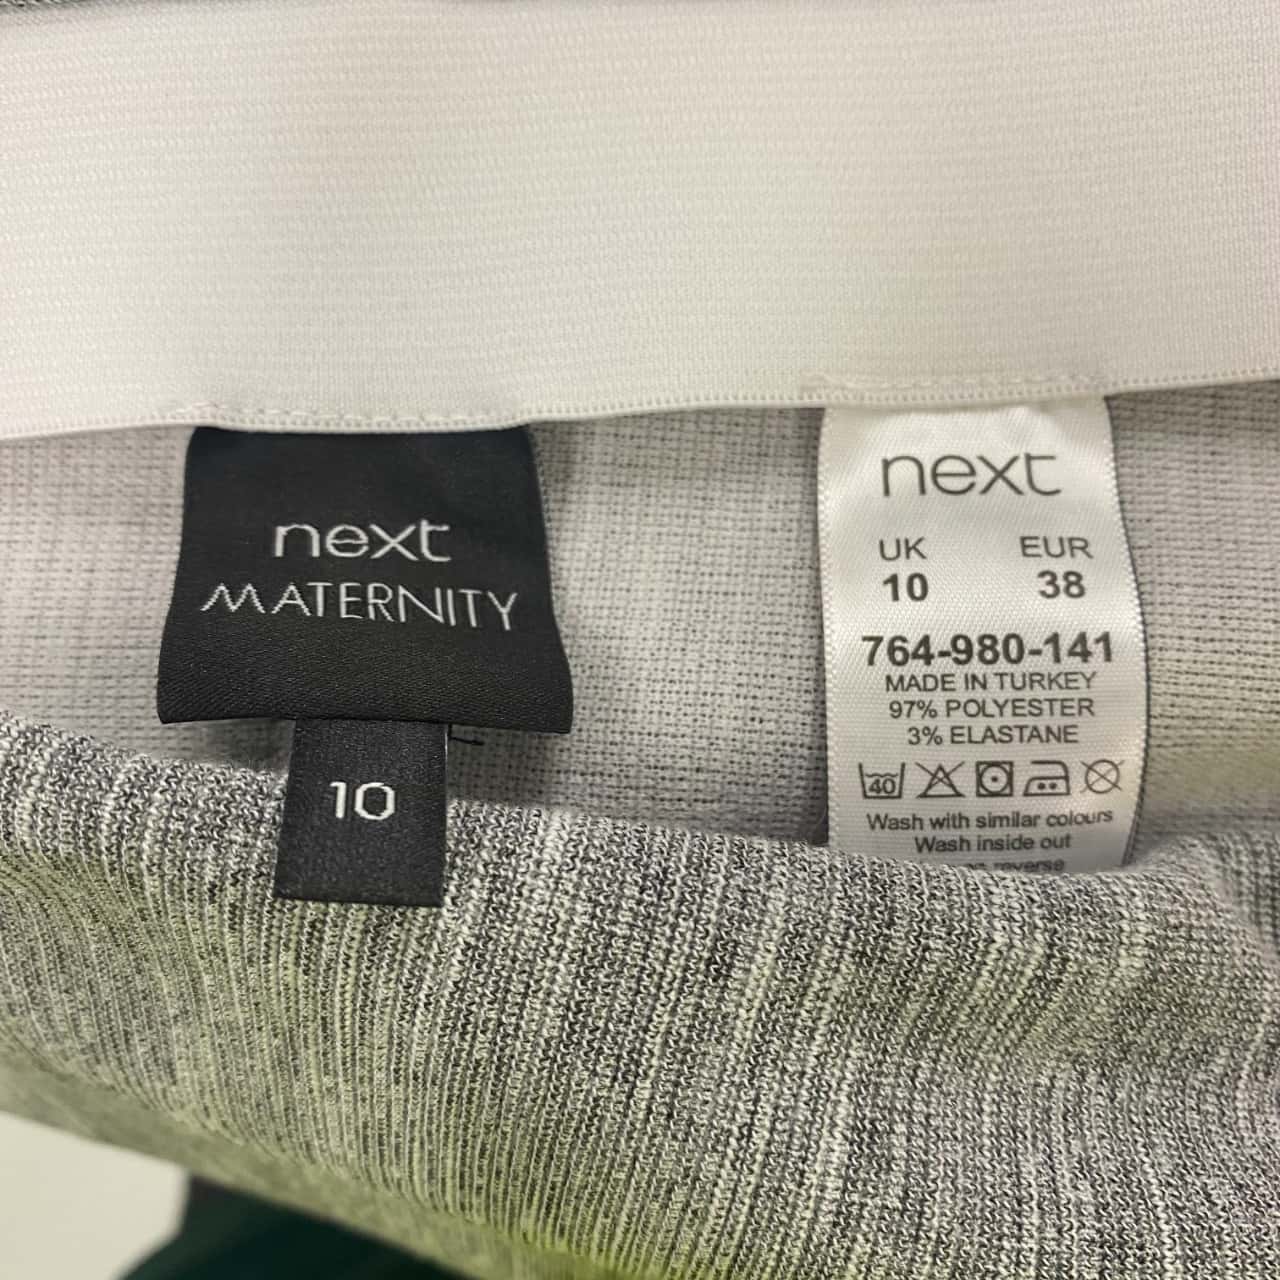 next
MATERNITY
10
next
UK EUR
10 38
764-980-141
MADE IN TURKEY
97% POLYESTER
3% ELASTANE
40
Wash with similar colours
Wash inside out
reverse